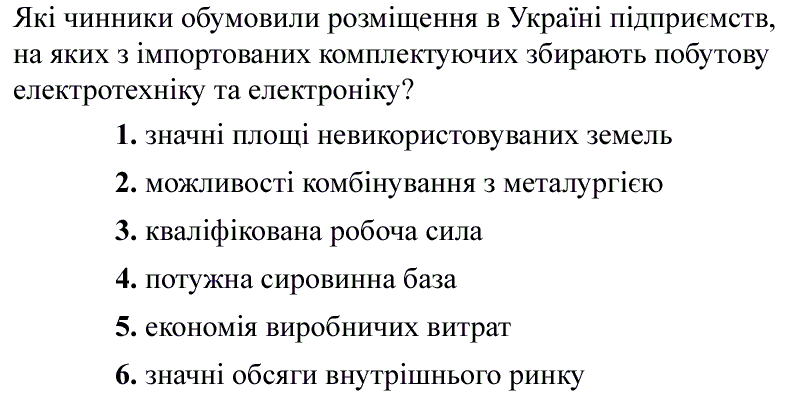 Які чинники обумовили розміщення в Україні підприємств,
на яких з імпортованих комплектуючих збирають побутову
електротехніку та електроніку?
1. значні площі невикористовуваних земель
2. можливості комбінування з металургією
3. кваліфікована робоча сила
4. потужна сировинна база
5. економія виробничих витрат
6. значні обсяги внутрішнього ринку